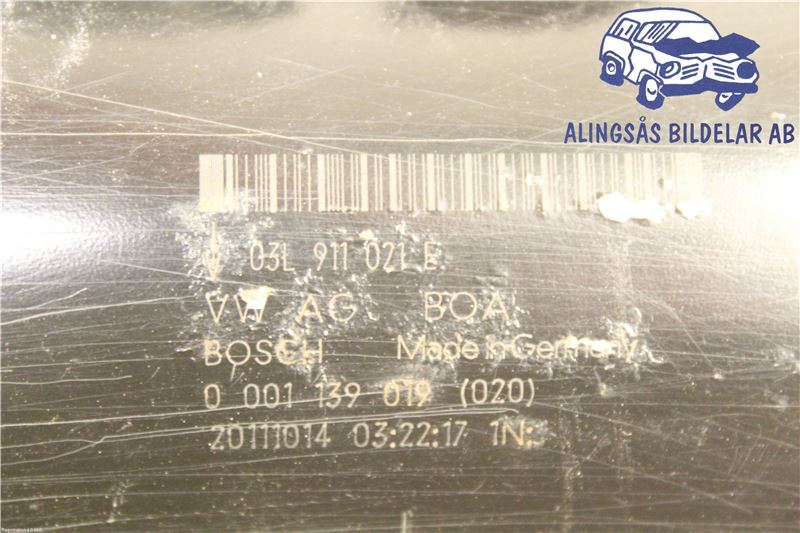 ALINGSÅS BILDELAR AB
03L 911 021 E
VW AG BOA
BOSCH Made in Germany
0 001 139 019 (020)
20111014 03:22:17 1N: